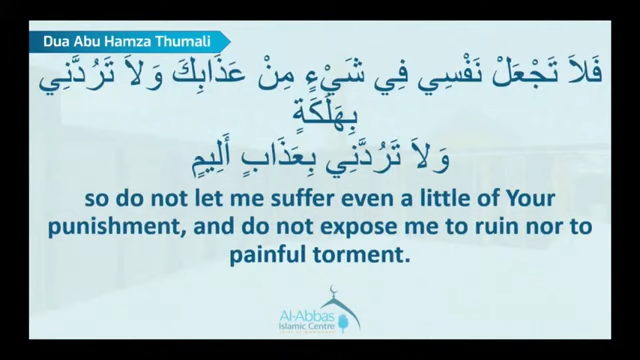 Dua Abu Hamza Thumali
فَلاَ تَجْعَلْ نَفْسِي فِي شَيْءٍ مِنْ عَذَابِكَ وَلاَ تَرُدَّنِي
بِهَلَكَةٍ
وَلاَ تَرُدَّنِي بِعَذَابٍ أَلِيمٍ
so do not let me suffer even a little of Your
punishment, and do not expose me to ruin nor to
painful torment.
Al-Abbas
Islamic Centre